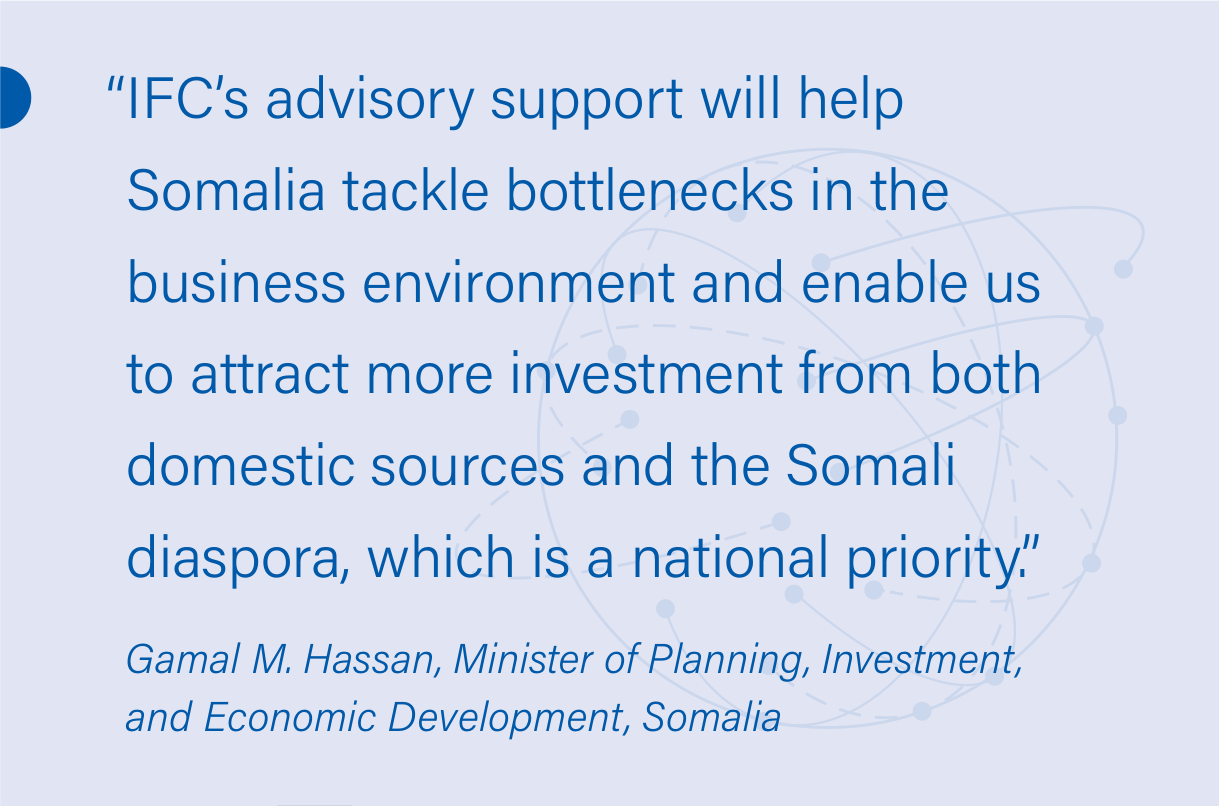 “IFC’s advisory support will help
Somalia tackle bottlenecks in the
business environment and enable us
to attract more investment from both
domestic sources and the Somali
diaspora, which is a national priority.”
Gamal M. Hassan, Minister of Planning, Investment,
and Economic Development, Somalia